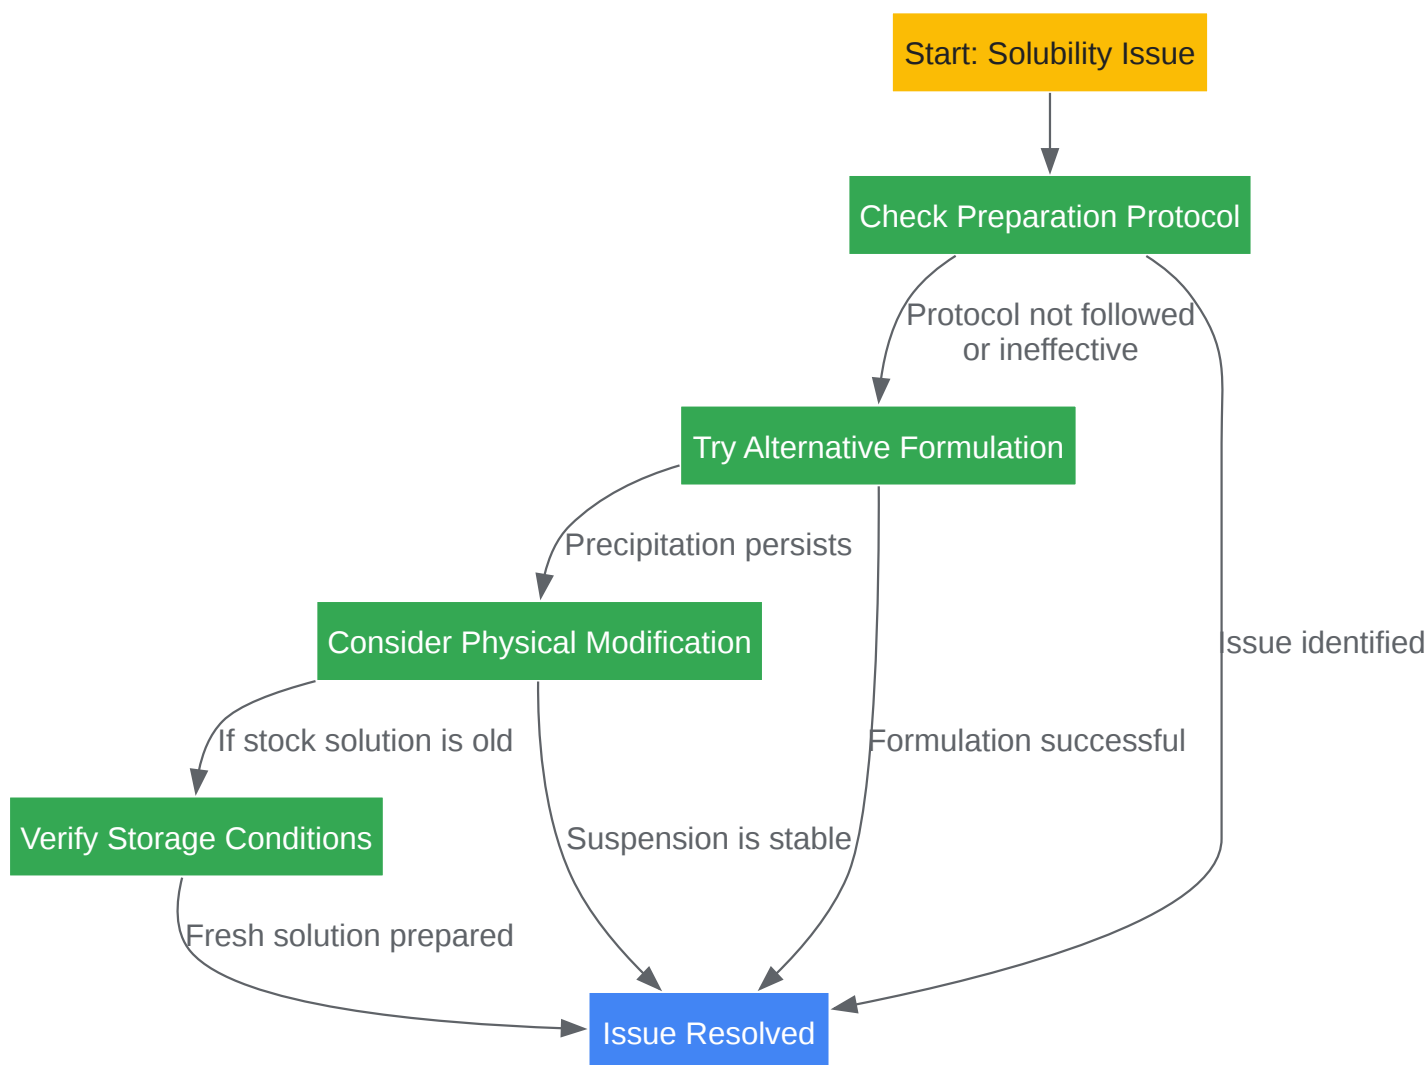 Start: Solubility Issue
Check Preparation Protocol
Protocol not followed
or ineffective
Try Alternative Formulation
Precipitation persists
Consider Physical Modification
Issue identified
If stock solution is old
Formulation successful
Verify Storage Conditions
Suspension is stable
Fresh solution prepared
Issue Resolved